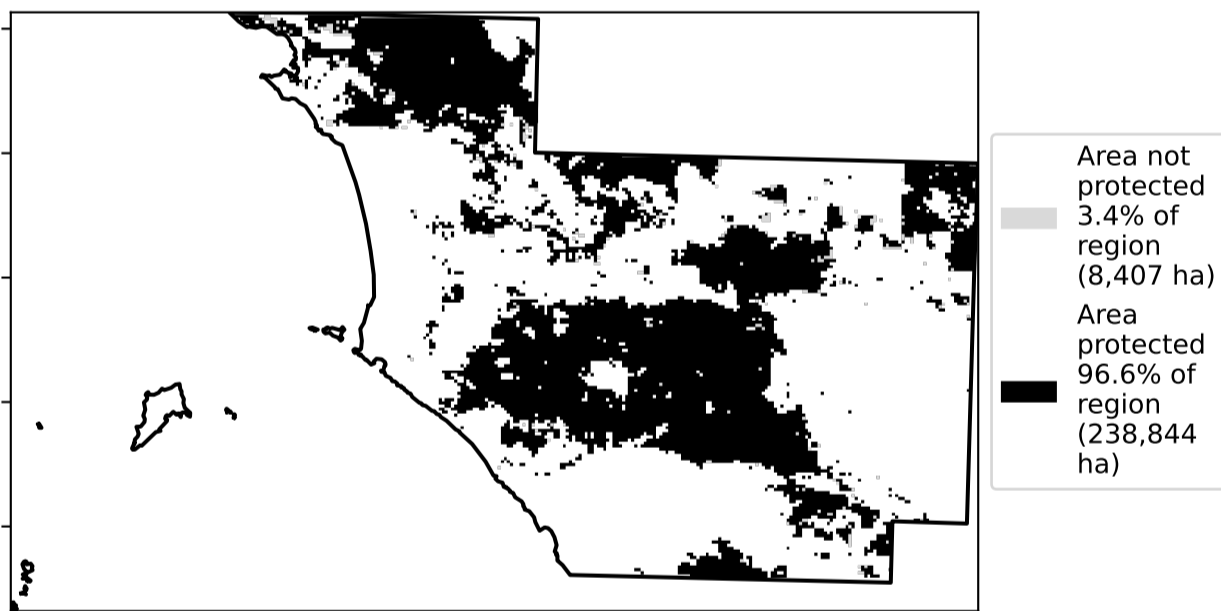 Area not
protected
3.4% of
region
(8,407 ha)
Area
protected
96.6% of
region
(238,844
ha)